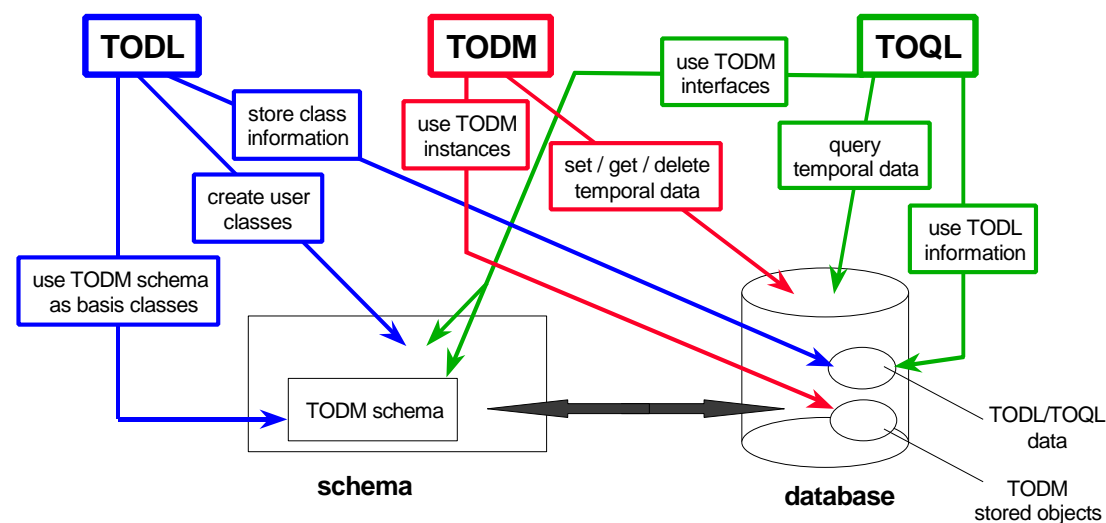 TODL
TODM
TOQL
use TODM
interfaces
store class
information
use TODM
instances
query
temporal data
set / get / delete
temporal data
create user
classes
use TODL
information
use TODM schema
as basis classes
TODM schema
TODL/TOQL
data
schema
database
TODM
stored objects